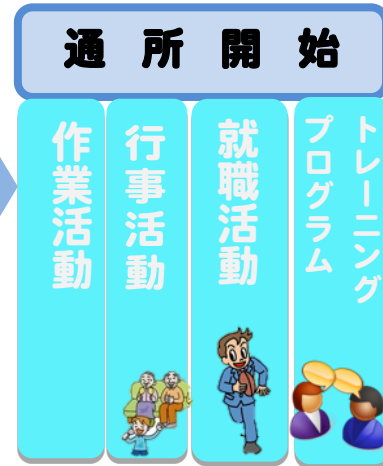 通所開始
作業活動
行事活動
就職活動
トレーニング
プログラム